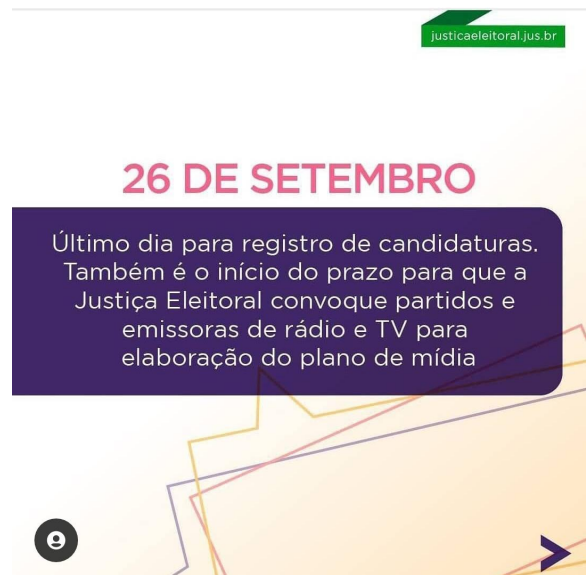 justicaeleitoral.jus.br
26 DE SETEMBRO
Último dia para registro de candidaturas.
Também é o início do prazo para que a
Justiça Eleitoral convoque partidos e
emissoras de rádio e TV para
elaboração do plano de mídia